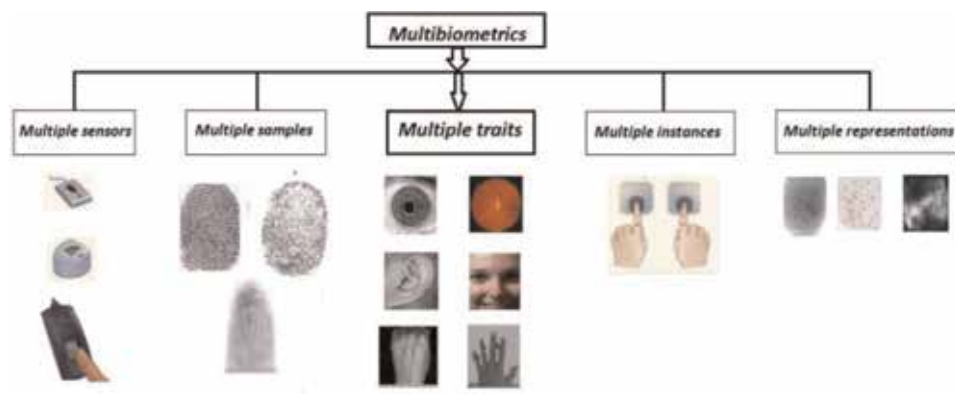 Multibiometrics
Multiple sensors
Multiple samples
Multiple traits
Multiple instances
Multiple representations